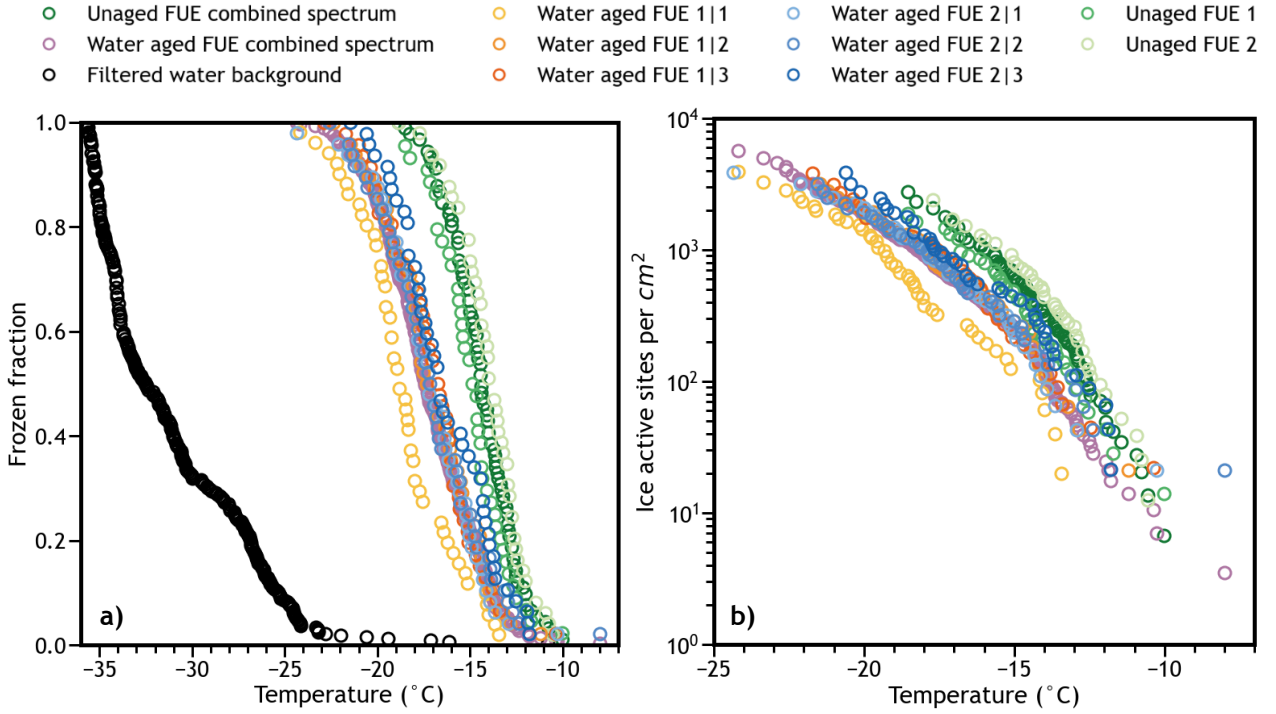 Unaged FUE combined spectrum
Water aged FUE combined spectrum
Filtered water background
Water aged FUE 1|1
Water aged FUE 1|2
Water aged FUE 1|3
Water aged FUE 2|1
Water aged FUE 2|2
Water aged FUE 2|3
Unaged FUE 1
Unaged FUE 2
Frozen fraction
1.0
0.8
0.6
0.4
0.2
0.0
a)
−35 −30 −25 −20 −15 −10
Temperature (°C)
Ice active sites per cm²
10⁴
10³
10²
10¹
10⁰
b)
−25 −20 −15 −10
Temperature (°C)